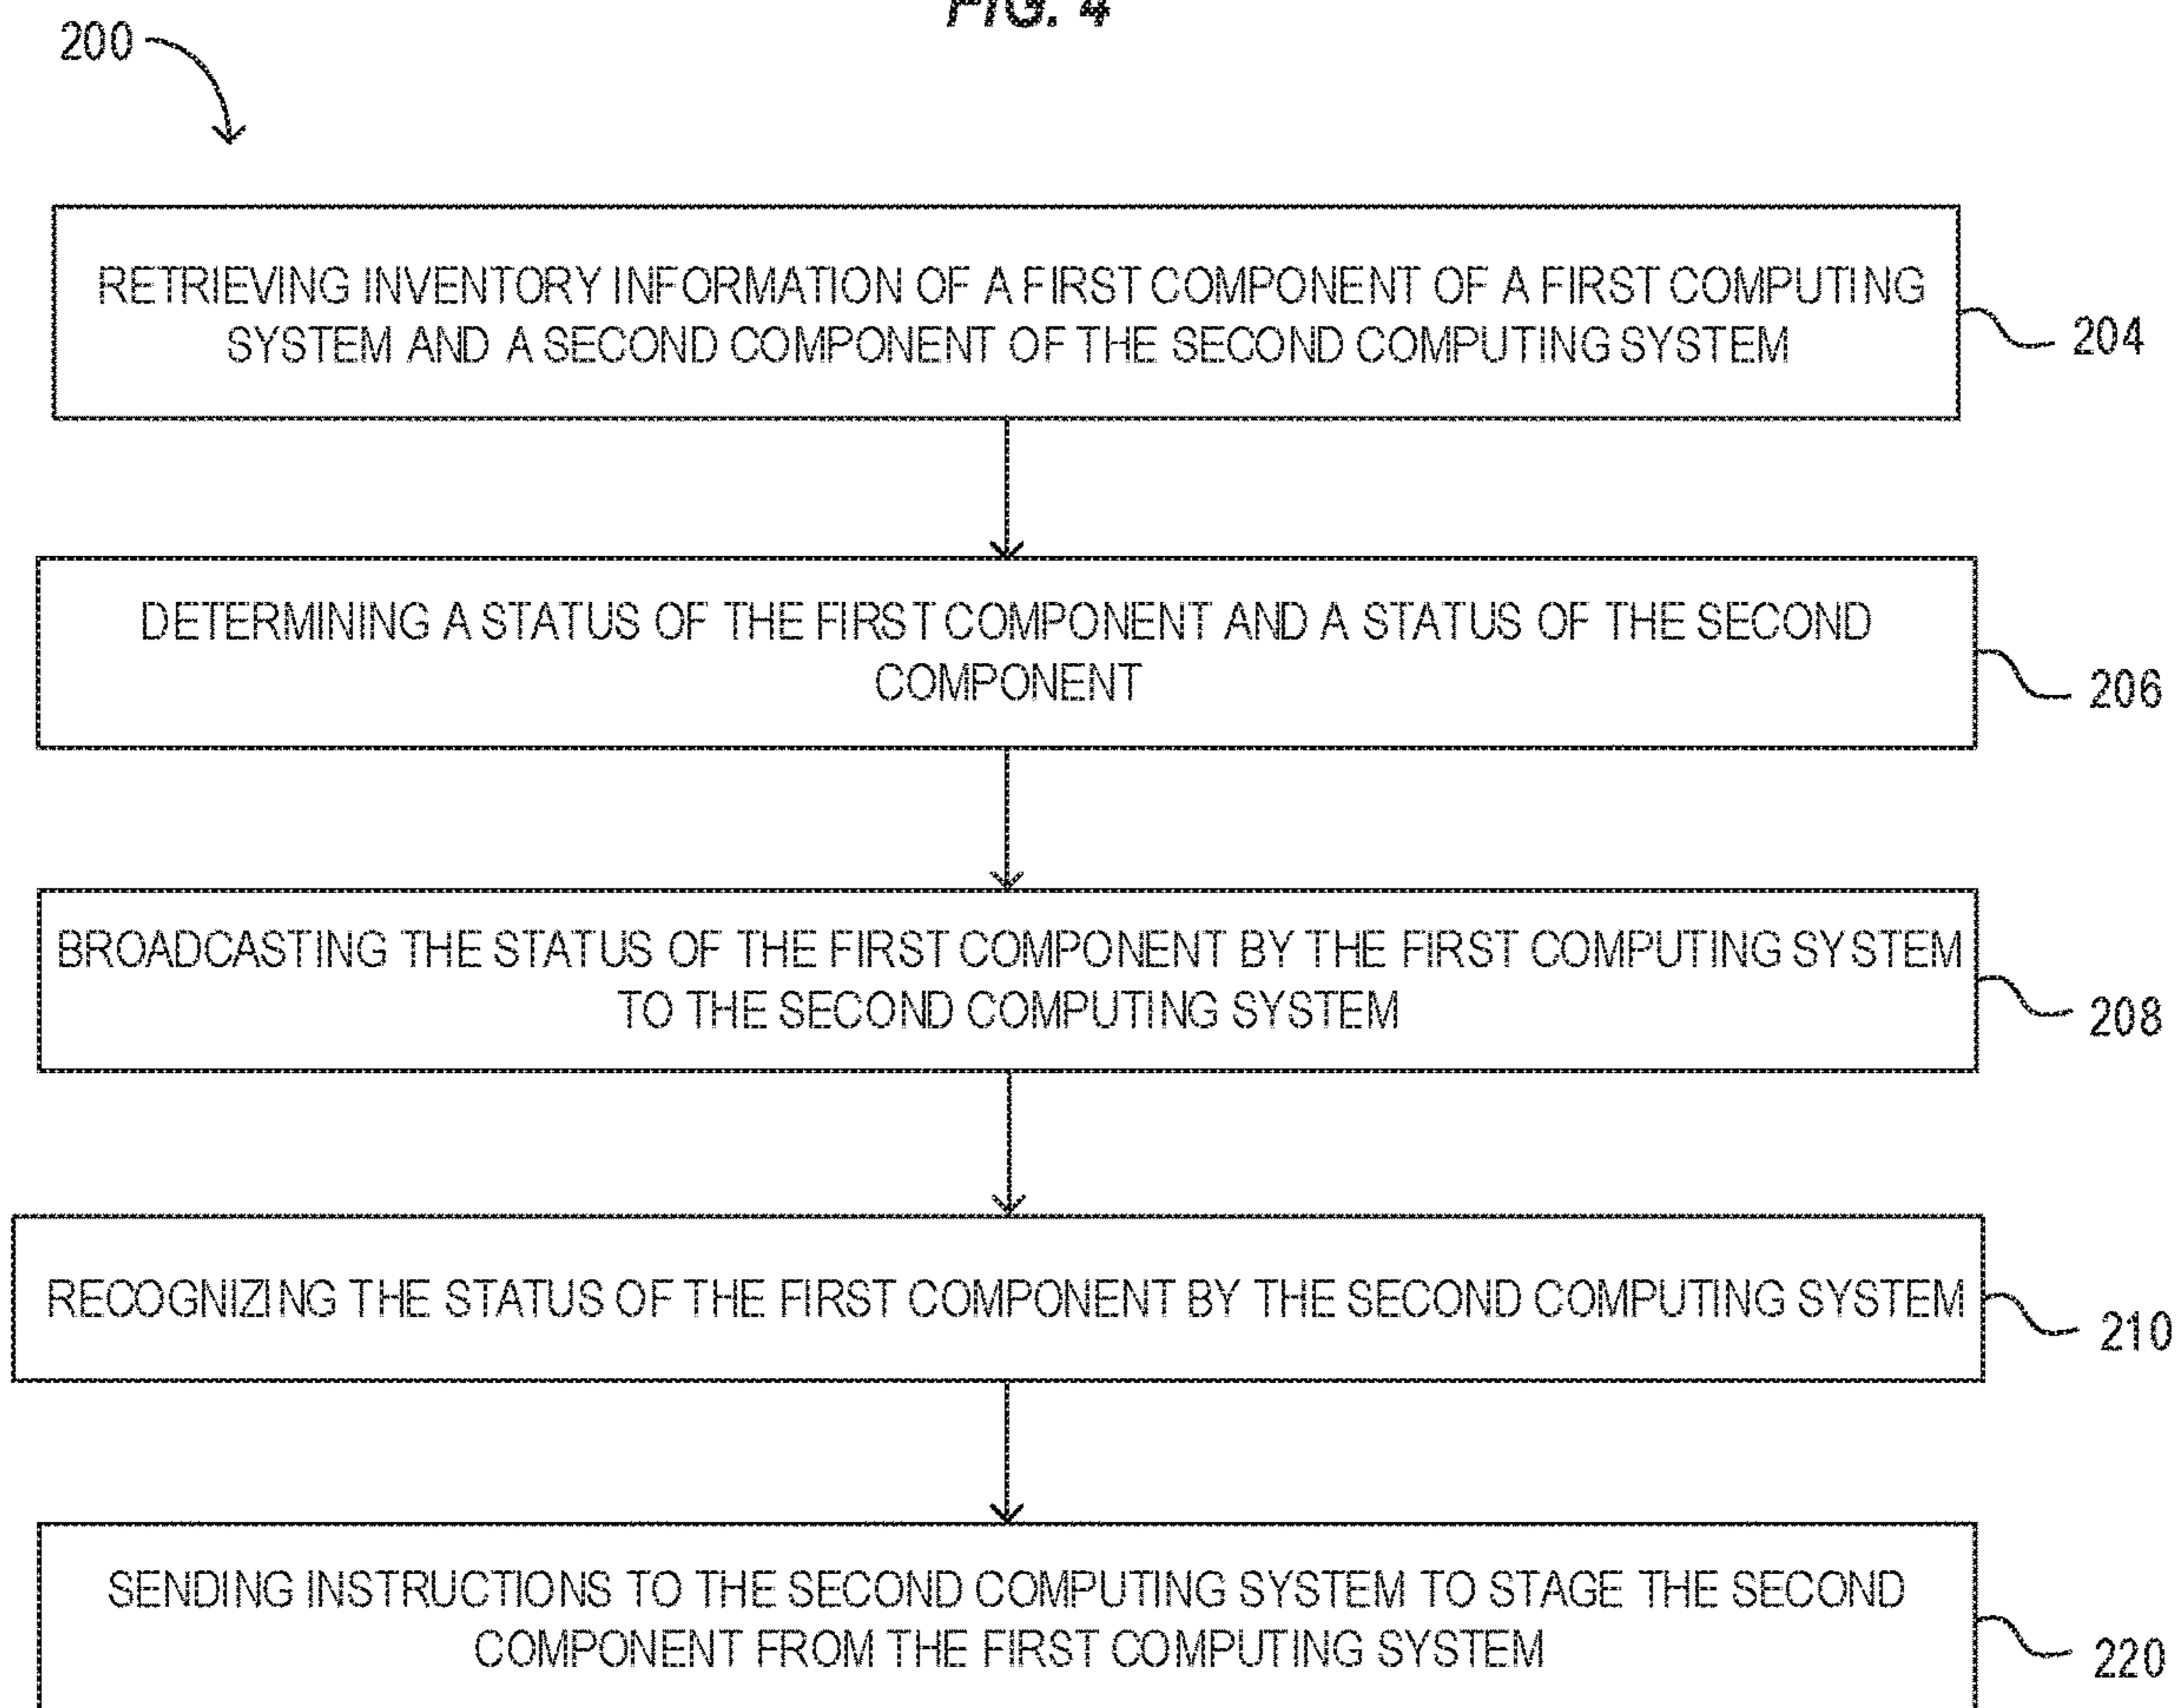 FIG. 4
200
RETRIEVING INVENTORY INFORMATION OF A FIRST COMPONENT OF A FIRST COMPUTING
SYSTEM AND A SECOND COMPONENT OF THE SECOND COMPUTING SYSTEM
204
DETERMINING A STATUS OF THE FIRST COMPONENT AND A STATUS OF THE SECOND
COMPONENT
206
BROADCASTING THE STATUS OF THE FIRST COMPONENT BY THE FIRST COMPUTING SYSTEM
TO THE SECOND COMPUTING SYSTEM
208
RECOGNIZING THE STATUS OF THE FIRST COMPONENT BY THE SECOND COMPUTING SYSTEM
210
SENDING INSTRUCTIONS TO THE SECOND COMPUTING SYSTEM TO STAGE THE SECOND
COMPONENT FROM THE FIRST COMPUTING SYSTEM
220